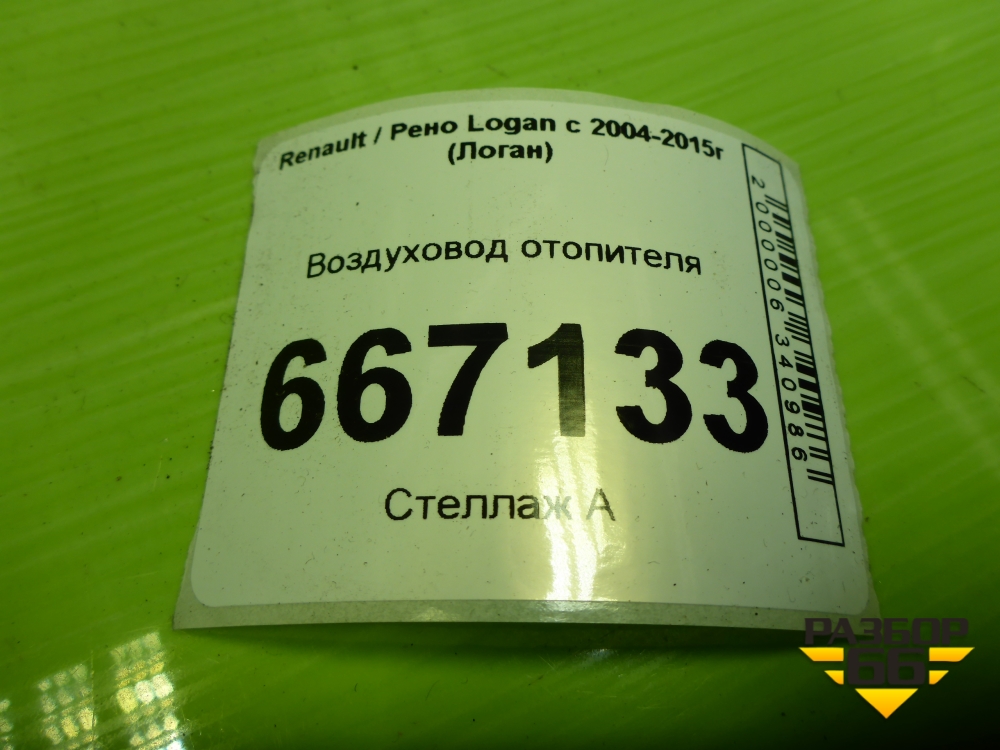 Renault / Рено Logan с 2004-2015г
(Логан)
Воздуховод отопителя
667133
Стеллаж А
2000006340986
РАЗБОР
66